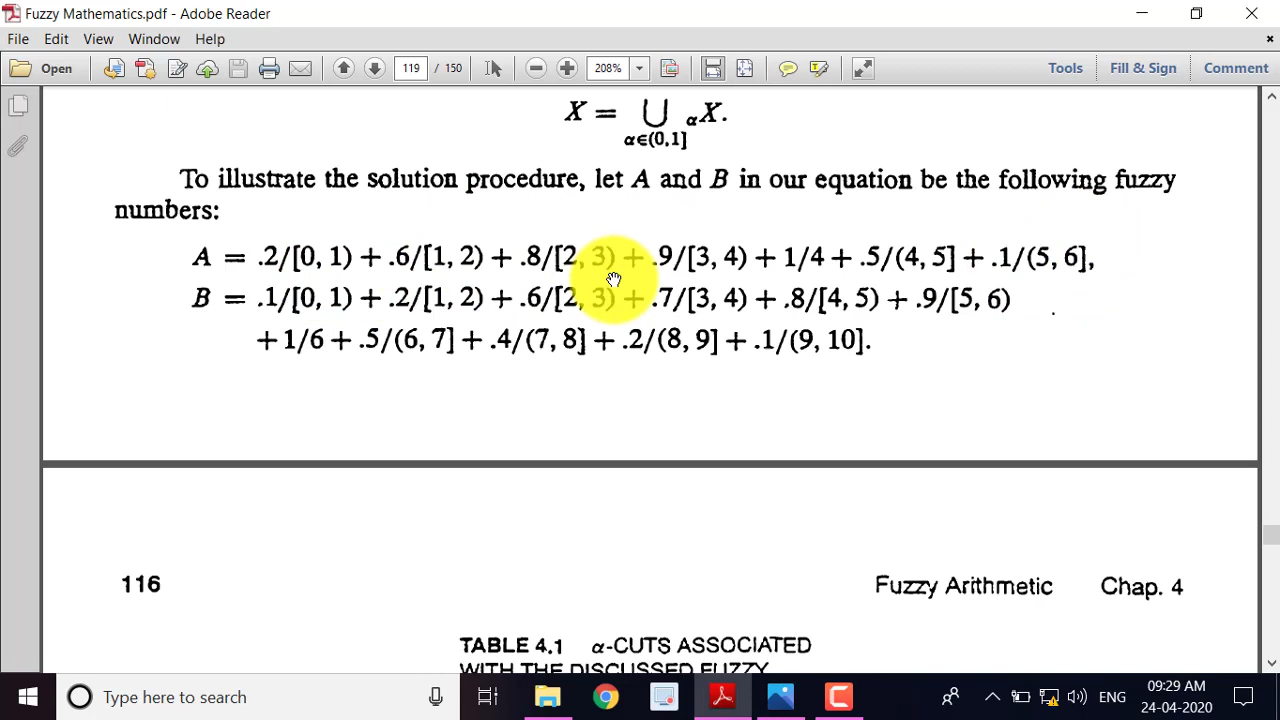 Fuzzy Mathematics.pdf - Adobe Reader
File Edit View Window Help
Open 119 / 150 208% Tools Fill & Sign Comment
X = ⋃ αX.
α∈(0,1]
To illustrate the solution procedure, let A and B in our equation be the following fuzzy
numbers:
A = .2/[0, 1) + .6/[1, 2) + .8/[2, 3) + .9/[3, 4) + 1/4 + .5/(4, 5] + .1/(5, 6],
B = .1/[0, 1) + .2/[1, 2) + .6/[2, 3) + .7/[3, 4) + .8/[4, 5) + .9/[5, 6)
+ 1/6 + .5/(6, 7] + .4/(7, 8] + .2/(8, 9] + .1/(9, 10].
116 Fuzzy Arithmetic Chap. 4
TABLE 4.1 α-CUTS ASSOCIATED
WITH THE DISCUSSED FUZZY
Type here to search
ENG
09:29 AM
24-04-2020